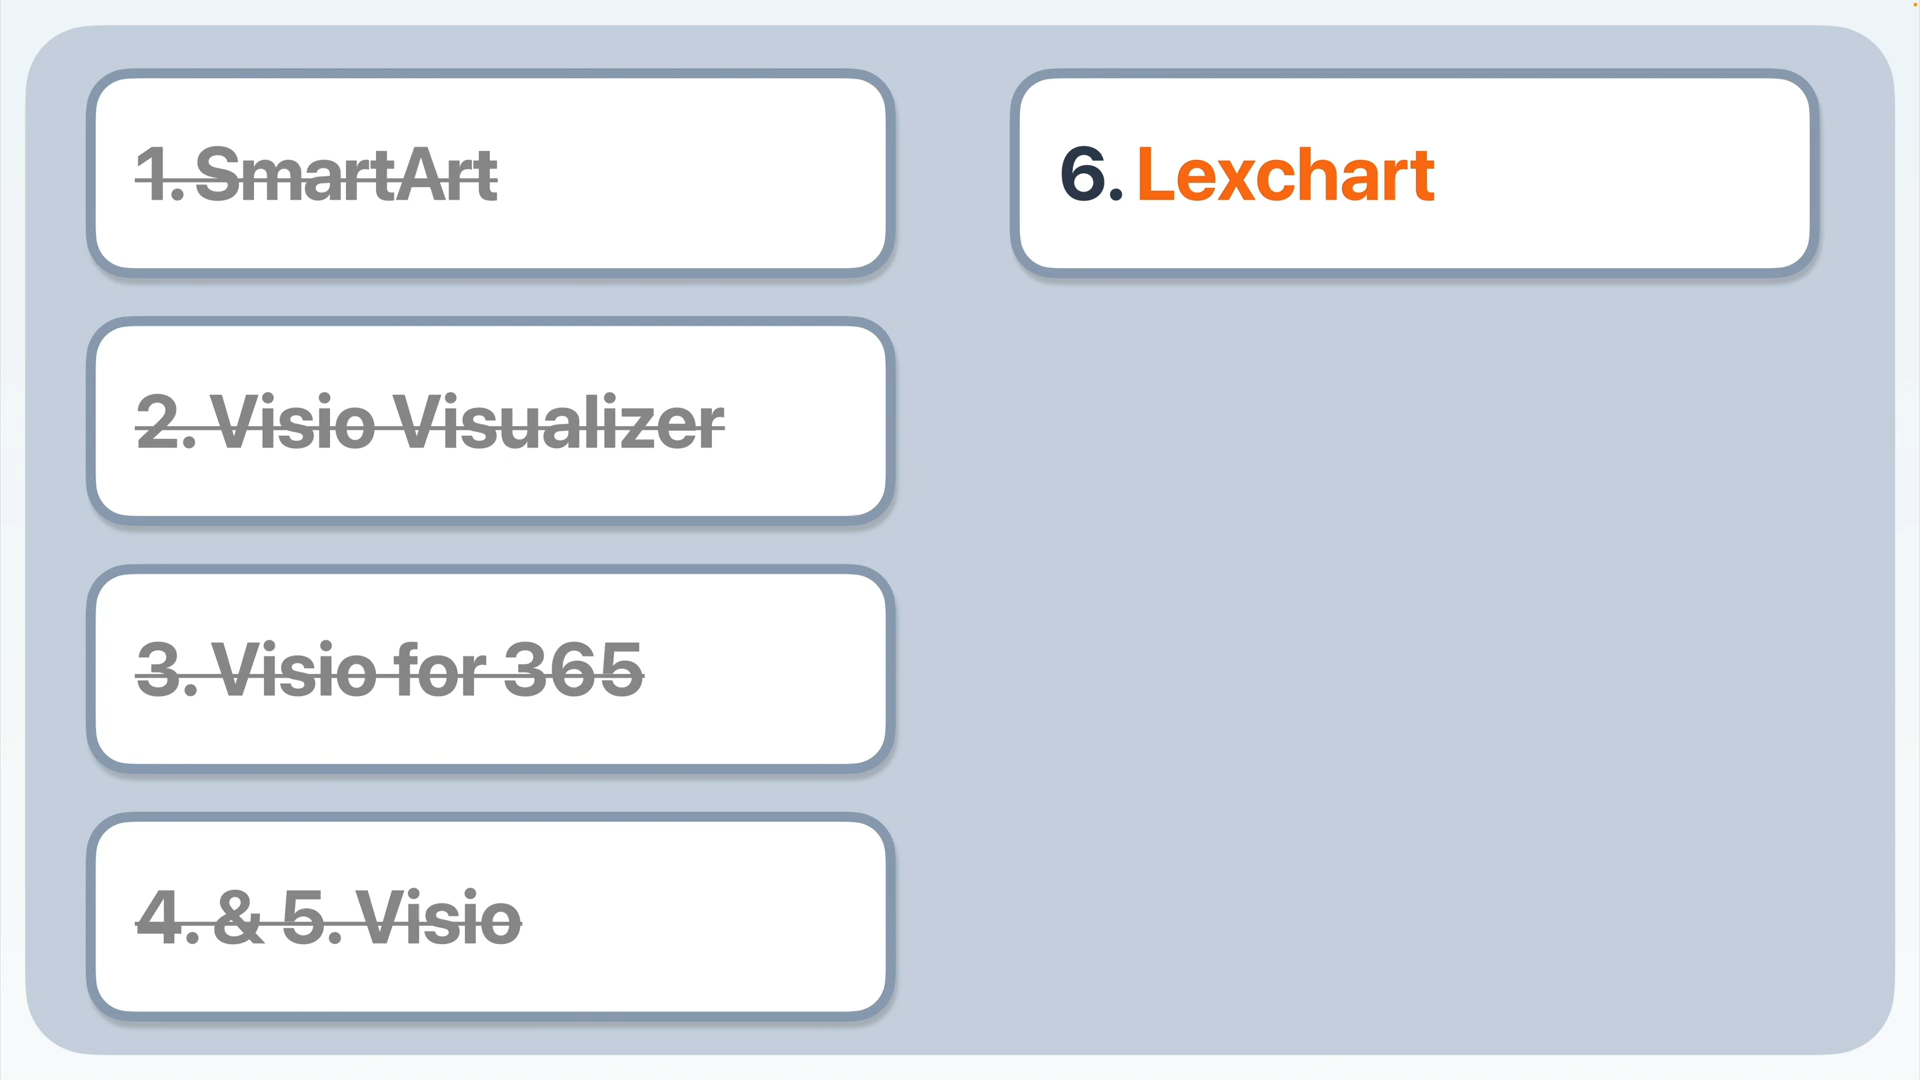 1. SmartArt
2. Visio Visualizer
3. Visio for 365
4. & 5. Visio
6. Lexchart